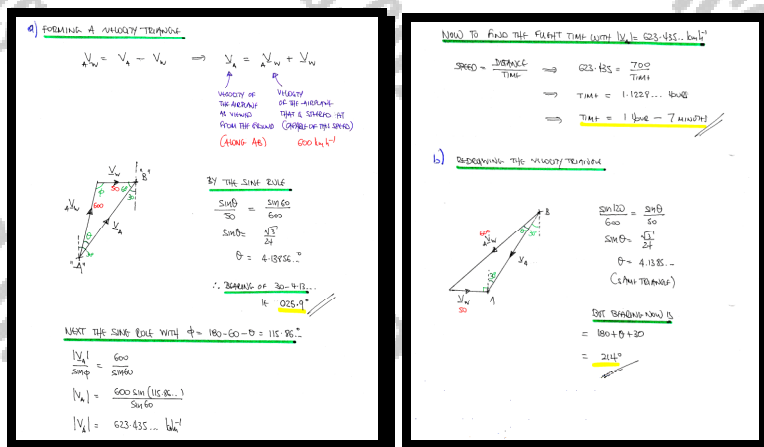 a) FORMING A VELOCITY TRIANGLE
AVW = VA − VW ⟹ VA = AVW + VW
VELOCITY OF
THE AIRPLANE
AS VIEWED
FROM THE GROUND
(ALONG AB)
VELOCITY
OF THE AIRPLANE
THAT IS STEERED AT
(CAPABLE OF THIS SPEED)
600 km h⁻¹
VW
φ 50 60 "B"
30
600
AVW
VA
θ
30
"A"
BY THE SINE RULE
sinθ/50 = sin60/600
sinθ = √3/24
θ = 4.13856...°
∴ BEARING OF 30-4.13...
IE 025.9°
NEXT THE SINE RULE WITH φ = 180-60-θ = 115.86...°
|VA|/sinφ = 600/sin60
|VA| = 600 sin(115.86...)/sin60
|VA| = 623.435... km h⁻¹
NOW TO FIND THE FLIGHT TIME WITH |VA| = 623.435... km h⁻¹
SPEED = DISTANCE/TIME ⟹ 623.435 = 700/TIME
⟹ TIME = 1.1228... HOURS
⟹ TIME = 1 HOUR - 7 MINUTES
b) REDRAWING THE VELOCITY TRIANGLE
B
600
AVW
θ 30
VA
30
VW A
50
sin120/600 = sinθ/50
sinθ = √3/24
θ = 4.1385...
(SAME TRIANGLE)
BUT BEARING NOW IS
= 180+θ+30
= 214°